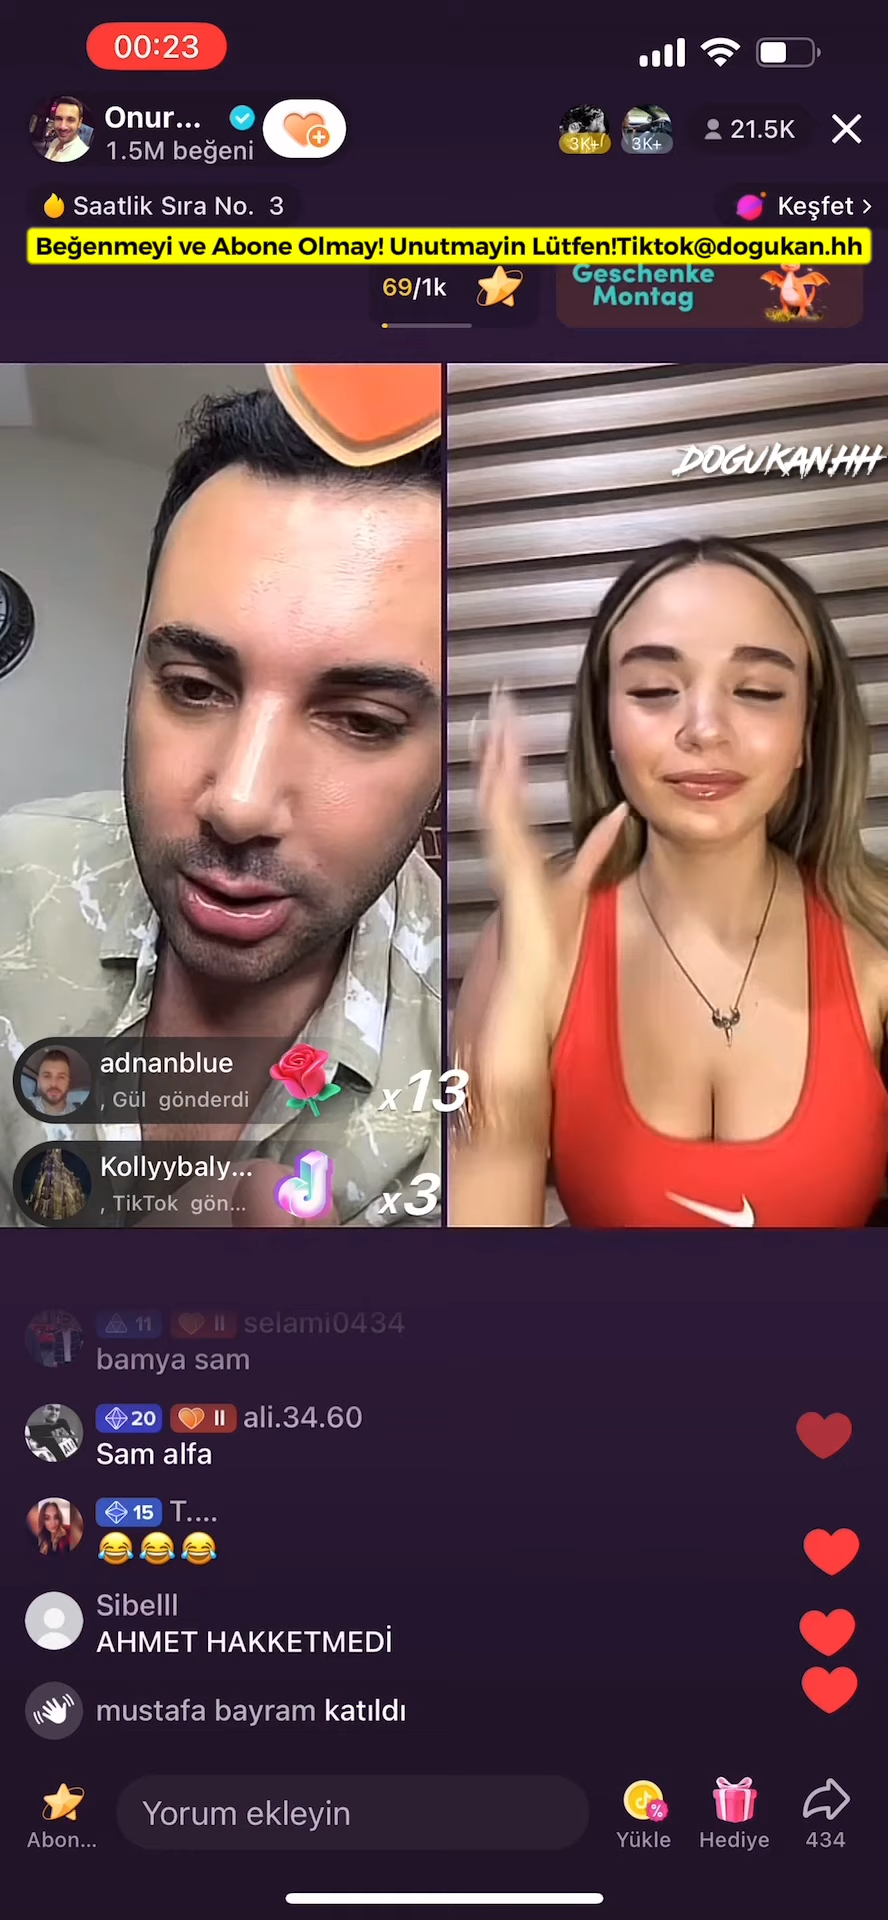 00:23
Onur...
1.5M beğeni
3K+
3K+
21.5K
Saatlik Sıra No. 3
Keşfet >
Beğenmeyi ve Abone Olmay! Unutmayin Lütfen!Tiktok@dogukan.hh
69/1k
Geschenke
Montag
DOGUKAN.HH
adnanblue
, Gül gönderdi
x13
Kollyybaly...
, TikTok gön...
x3
11 II selami0434
bamya sam
20 II ali.34.60
Sam alfa
15 T....
😂😂😂
Sibelll
AHMET HAKKETMEDİ
mustafa bayram katıldı
Yorum ekleyin
Abon...
Yükle
Hediye
434